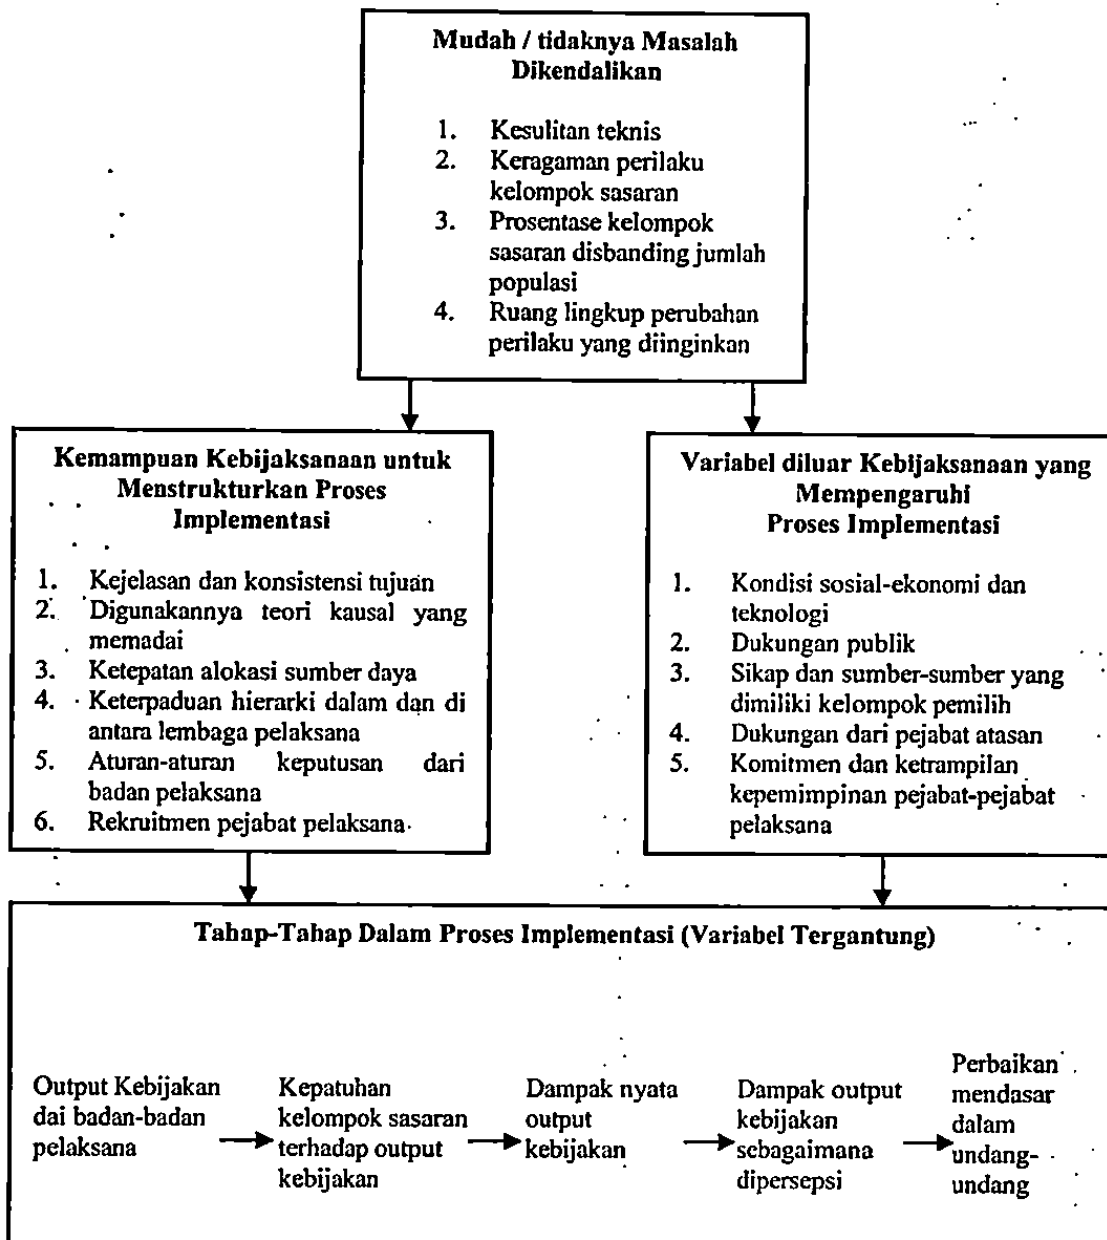 Mudah / tidaknya Masalah
Dikendalikan
1. Kesulitan teknis
2. Keragaman perilaku
kelompok sasaran
3. Prosentase kelompok
sasaran disbanding jumlah
populasi
4. Ruang lingkup perubahan
perilaku yang diinginkan
Kemampuan Kebijaksanaan untuk
Menstrukturkan Proses
Implementasi
1. Kejelasan dan konsistensi tujuan
2. Digunakannya teori kausal yang
memadai
3. Ketepatan alokasi sumber daya
4. Keterpaduan hierarki dalam dan di
antara lembaga pelaksana
5. Aturan-aturan keputusan dari
badan pelaksana
6. Rekruitmen pejabat pelaksana
Variabel diluar Kebijaksanaan yang
Mempengaruhi
Proses Implementasi
1. Kondisi sosial-ekonomi dan
teknologi
2. Dukungan publik
3. Sikap dan sumber-sumber yang
dimiliki kelompok pemilih
4. Dukungan dari pejabat atasan
5. Komitmen dan ketrampilan
kepemimpinan pejabat-pejabat
pelaksana
Tahap-Tahap Dalam Proses Implementasi (Variabel Tergantung)
Output Kebijakan
dai badan-badan
pelaksana
Kepatuhan
kelompok sasaran
terhadap output
kebijakan
Dampak nyata
output
kebijakan
Dampak output
kebijakan
sebagaimana
dipersepsi
Perbaikan
mendasar
dalam
undang-
undang